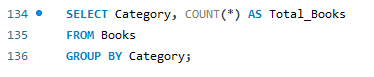 134 SELECT Category, COUNT(*) AS Total_Books
135 FROM Books
136 GROUP BY Category;